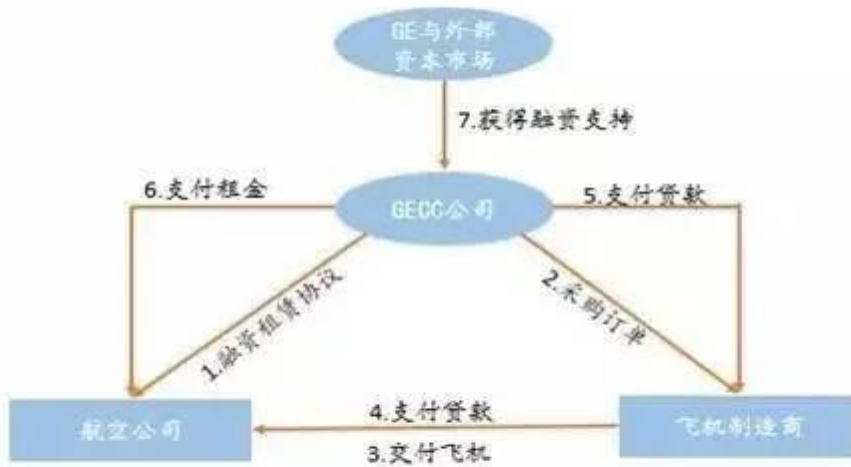 GE与外部
资本市场
7.获得融资支持
6.支付租金
GECC公司
5.支付贷款
1.融资租赁协议
2.采购订单
航空公司
4.支付贷款
3.交付飞机
飞机制造商